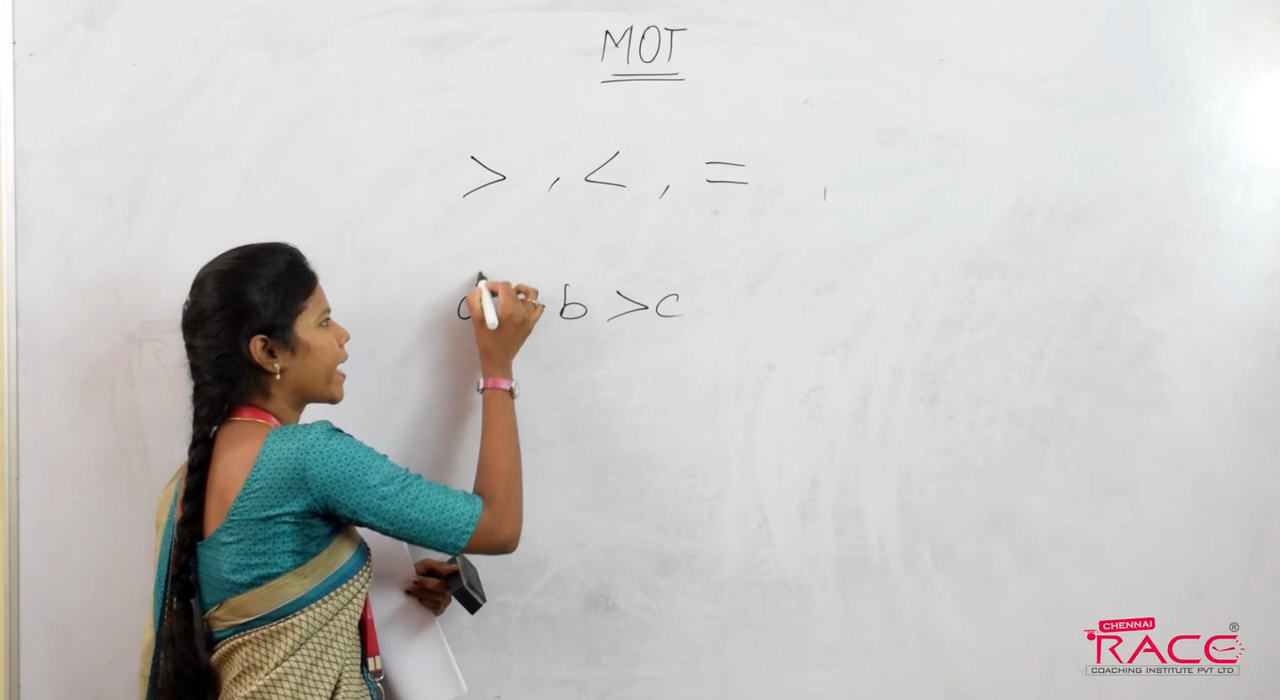 MOT
> , < , = ,
b > c
CHENNAI
RACE ®
COACHING INSTITUTE PVT LTD